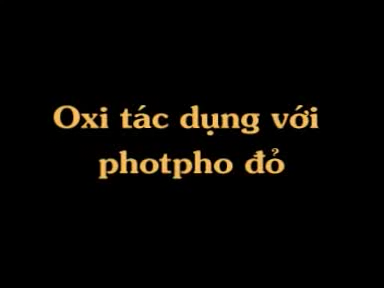 Oxi tác dụng với
photpho đỏ